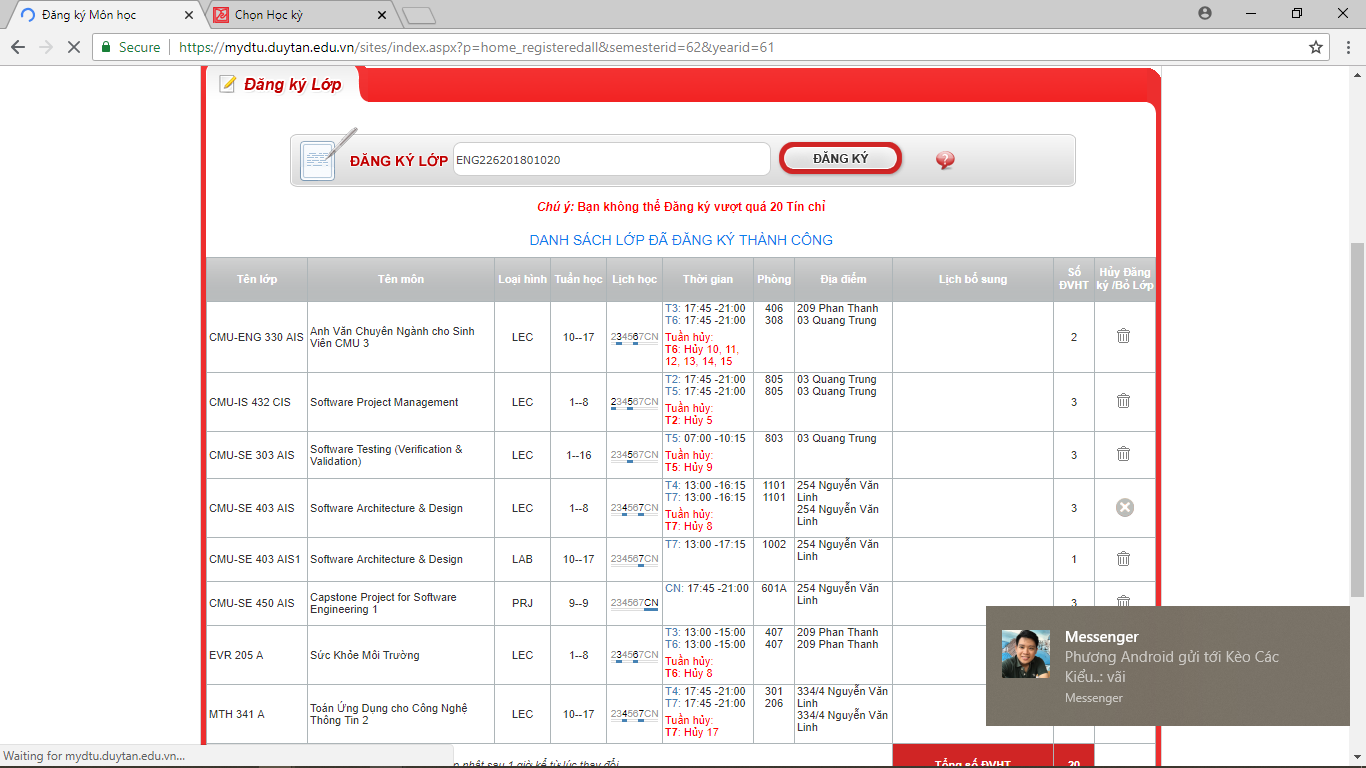 Đăng ký Môn học
Chọn Học kỳ
Secure
https://mydtu.duytan.edu.vn/sites/index.aspx?p=home_registeredall&semesterid=62&yearid=61
Đăng ký Lớp
ĐĂNG KÝ LỚP
ENG226201801020
ĐĂNG KÝ
?
Chú ý: Bạn không thể Đăng ký vượt quá 20 Tín chỉ
DANH SÁCH LỚP ĐÃ ĐĂNG KÝ THÀNH CÔNG
Tên lớp
Tên môn
Loại hình
Tuần học
Lịch học
Thời gian
Phòng
Địa điểm
Lịch bổ sung
Số
ĐVHT
Hủy Đăng
ký /Bỏ Lớp
CMU-ENG 330 AIS
Anh Văn Chuyên Ngành cho Sinh
Viên CMU 3
LEC
10--17
234567CN
T3: 17:45 -21:00
T6: 17:45 -21:00
Tuần hủy:
T6: Hủy 10, 11,
12, 13, 14, 15
406
308
209 Phan Thanh
03 Quang Trung
2
CMU-IS 432 CIS
Software Project Management
LEC
1--8
234567CN
T2: 17:45 -21:00
T5: 17:45 -21:00
Tuần hủy:
T2: Hủy 5
805
805
03 Quang Trung
03 Quang Trung
3
CMU-SE 303 AIS
Software Testing (Verification &
Validation)
LEC
1--16
234567CN
T5: 07:00 -10:15
Tuần hủy:
T5: Hủy 9
803
03 Quang Trung
3
CMU-SE 403 AIS
Software Architecture & Design
LEC
1--8
234567CN
T4: 13:00 -16:15
T7: 13:00 -16:15
Tuần hủy:
T7: Hủy 8
1101
1101
254 Nguyễn Văn
Linh
254 Nguyễn Văn
Linh
3
CMU-SE 403 AIS1
Software Architecture & Design
LAB
10--17
234567CN
T7: 13:00 -17:15
1002
254 Nguyễn Văn
Linh
1
CMU-SE 450 AIS
Capstone Project for Software
Engineering 1
PRJ
9--9
234567CN
CN: 17:45 -21:00
601A
254 Nguyễn Văn
Linh
3
EVR 205 A
Sức Khỏe Môi Trường
LEC
1--8
234567CN
T3: 13:00 -15:00
T6: 13:00 -15:00
Tuần hủy:
T6: Hủy 8
407
407
209 Phan Thanh
209 Phan Thanh
MTH 341 A
Toán Ứng Dụng cho Công Nghệ
Thông Tin 2
LEC
10--17
234567CN
T4: 17:45 -21:00
T7: 17:45 -21:00
Tuần hủy:
T7: Hủy 17
301
206
334/4 Nguyễn Văn
Linh
334/4 Nguyễn Văn
Linh
Messenger
Phương Android gửi tới Kèo Các
Kiểu..: vãi
Messenger
Waiting for mydtu.duytan.edu.vn...
nhất sau 1 giờ kể từ lúc thay đổi
Tổng số ĐVHT
20